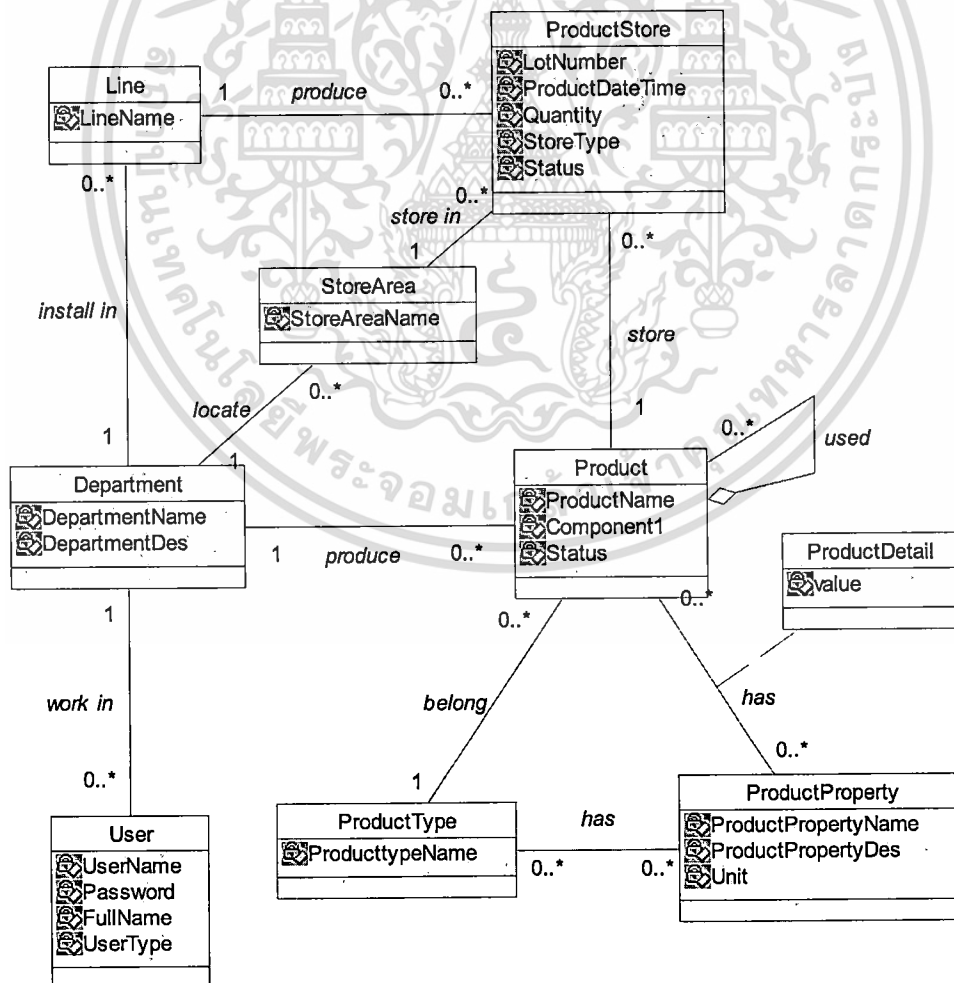 ProductStore
LotNumber
ProductDateTime
Quantity
StoreType
Status
Line
LineName
1 produce 0..*
0..*
0..*
store in
1
0..*
StoreArea
StoreAreaName
install in
store
0..*
locate
1
1
1
0..*
used
Department
DepartmentName
DepartmentDes
Product
ProductName
Component1
Status
1 produce 0..*
ProductDetail
value
1
0..*
0..*
work in
belong
has
0..*
1
0..*
User
UserName
Password
FullName
UserType
ProductType
ProducttypeName
has
0..* 0..*
ProductProperty
ProductPropertyName
ProductPropertyDes
Unit